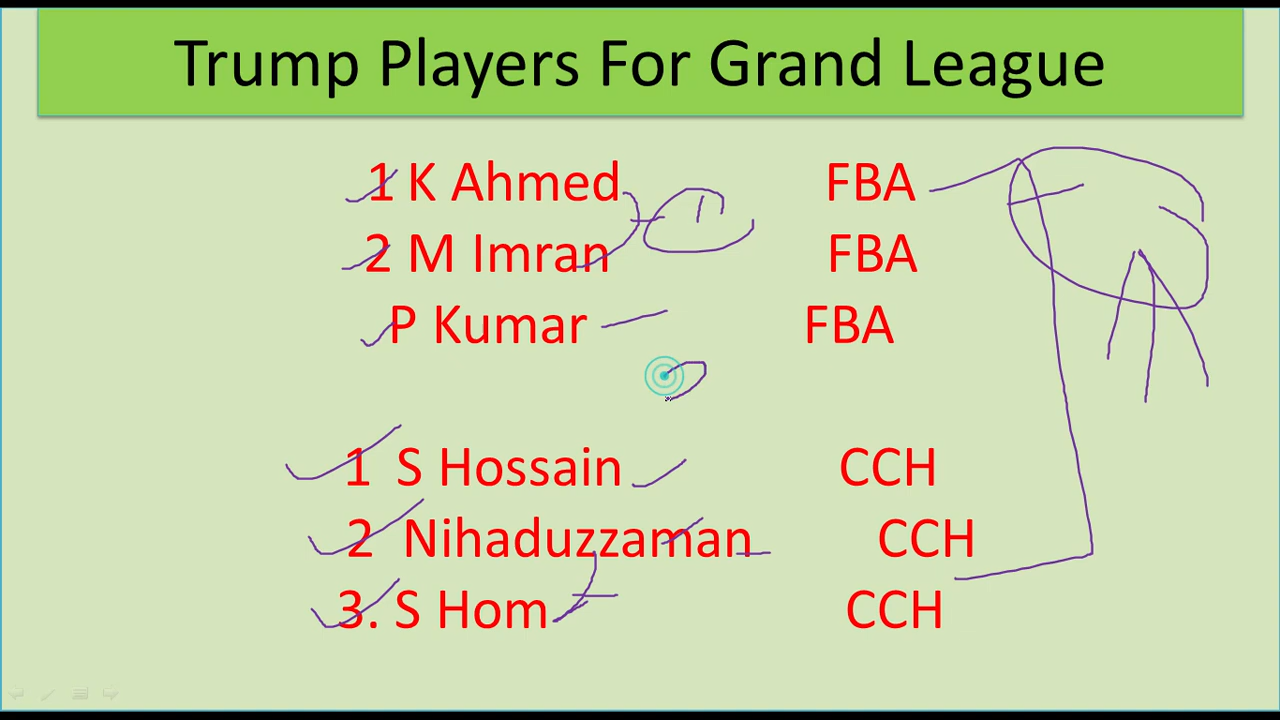 Trump Players For Grand League
1 K Ahmed FBA
2 M Imran FBA
P Kumar FBA
1 S Hossain CCH
2 Nihaduzzaman CCH
3. S Hom CCH